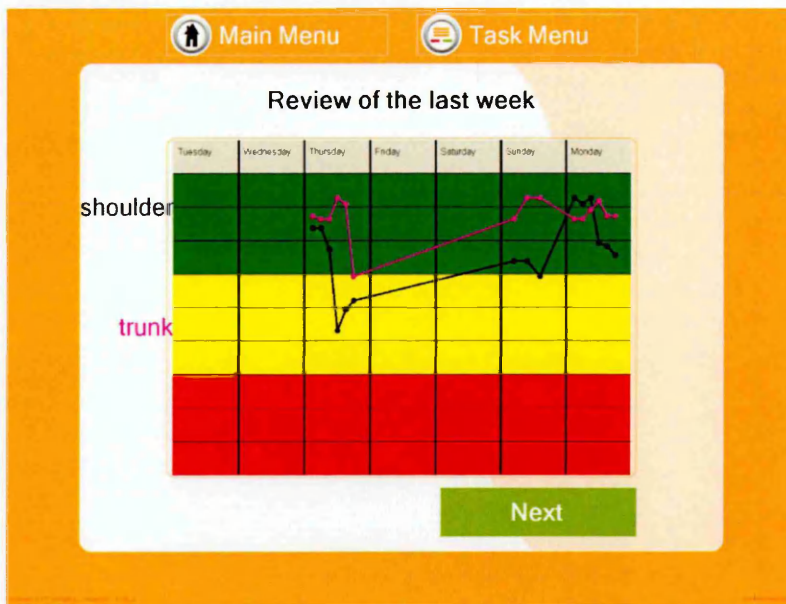 Main Menu
Task Menu
Review of the last week
Tuesday Wednesday Thursday Friday Saturday Sunday Monday
shoulder
trunk
Next